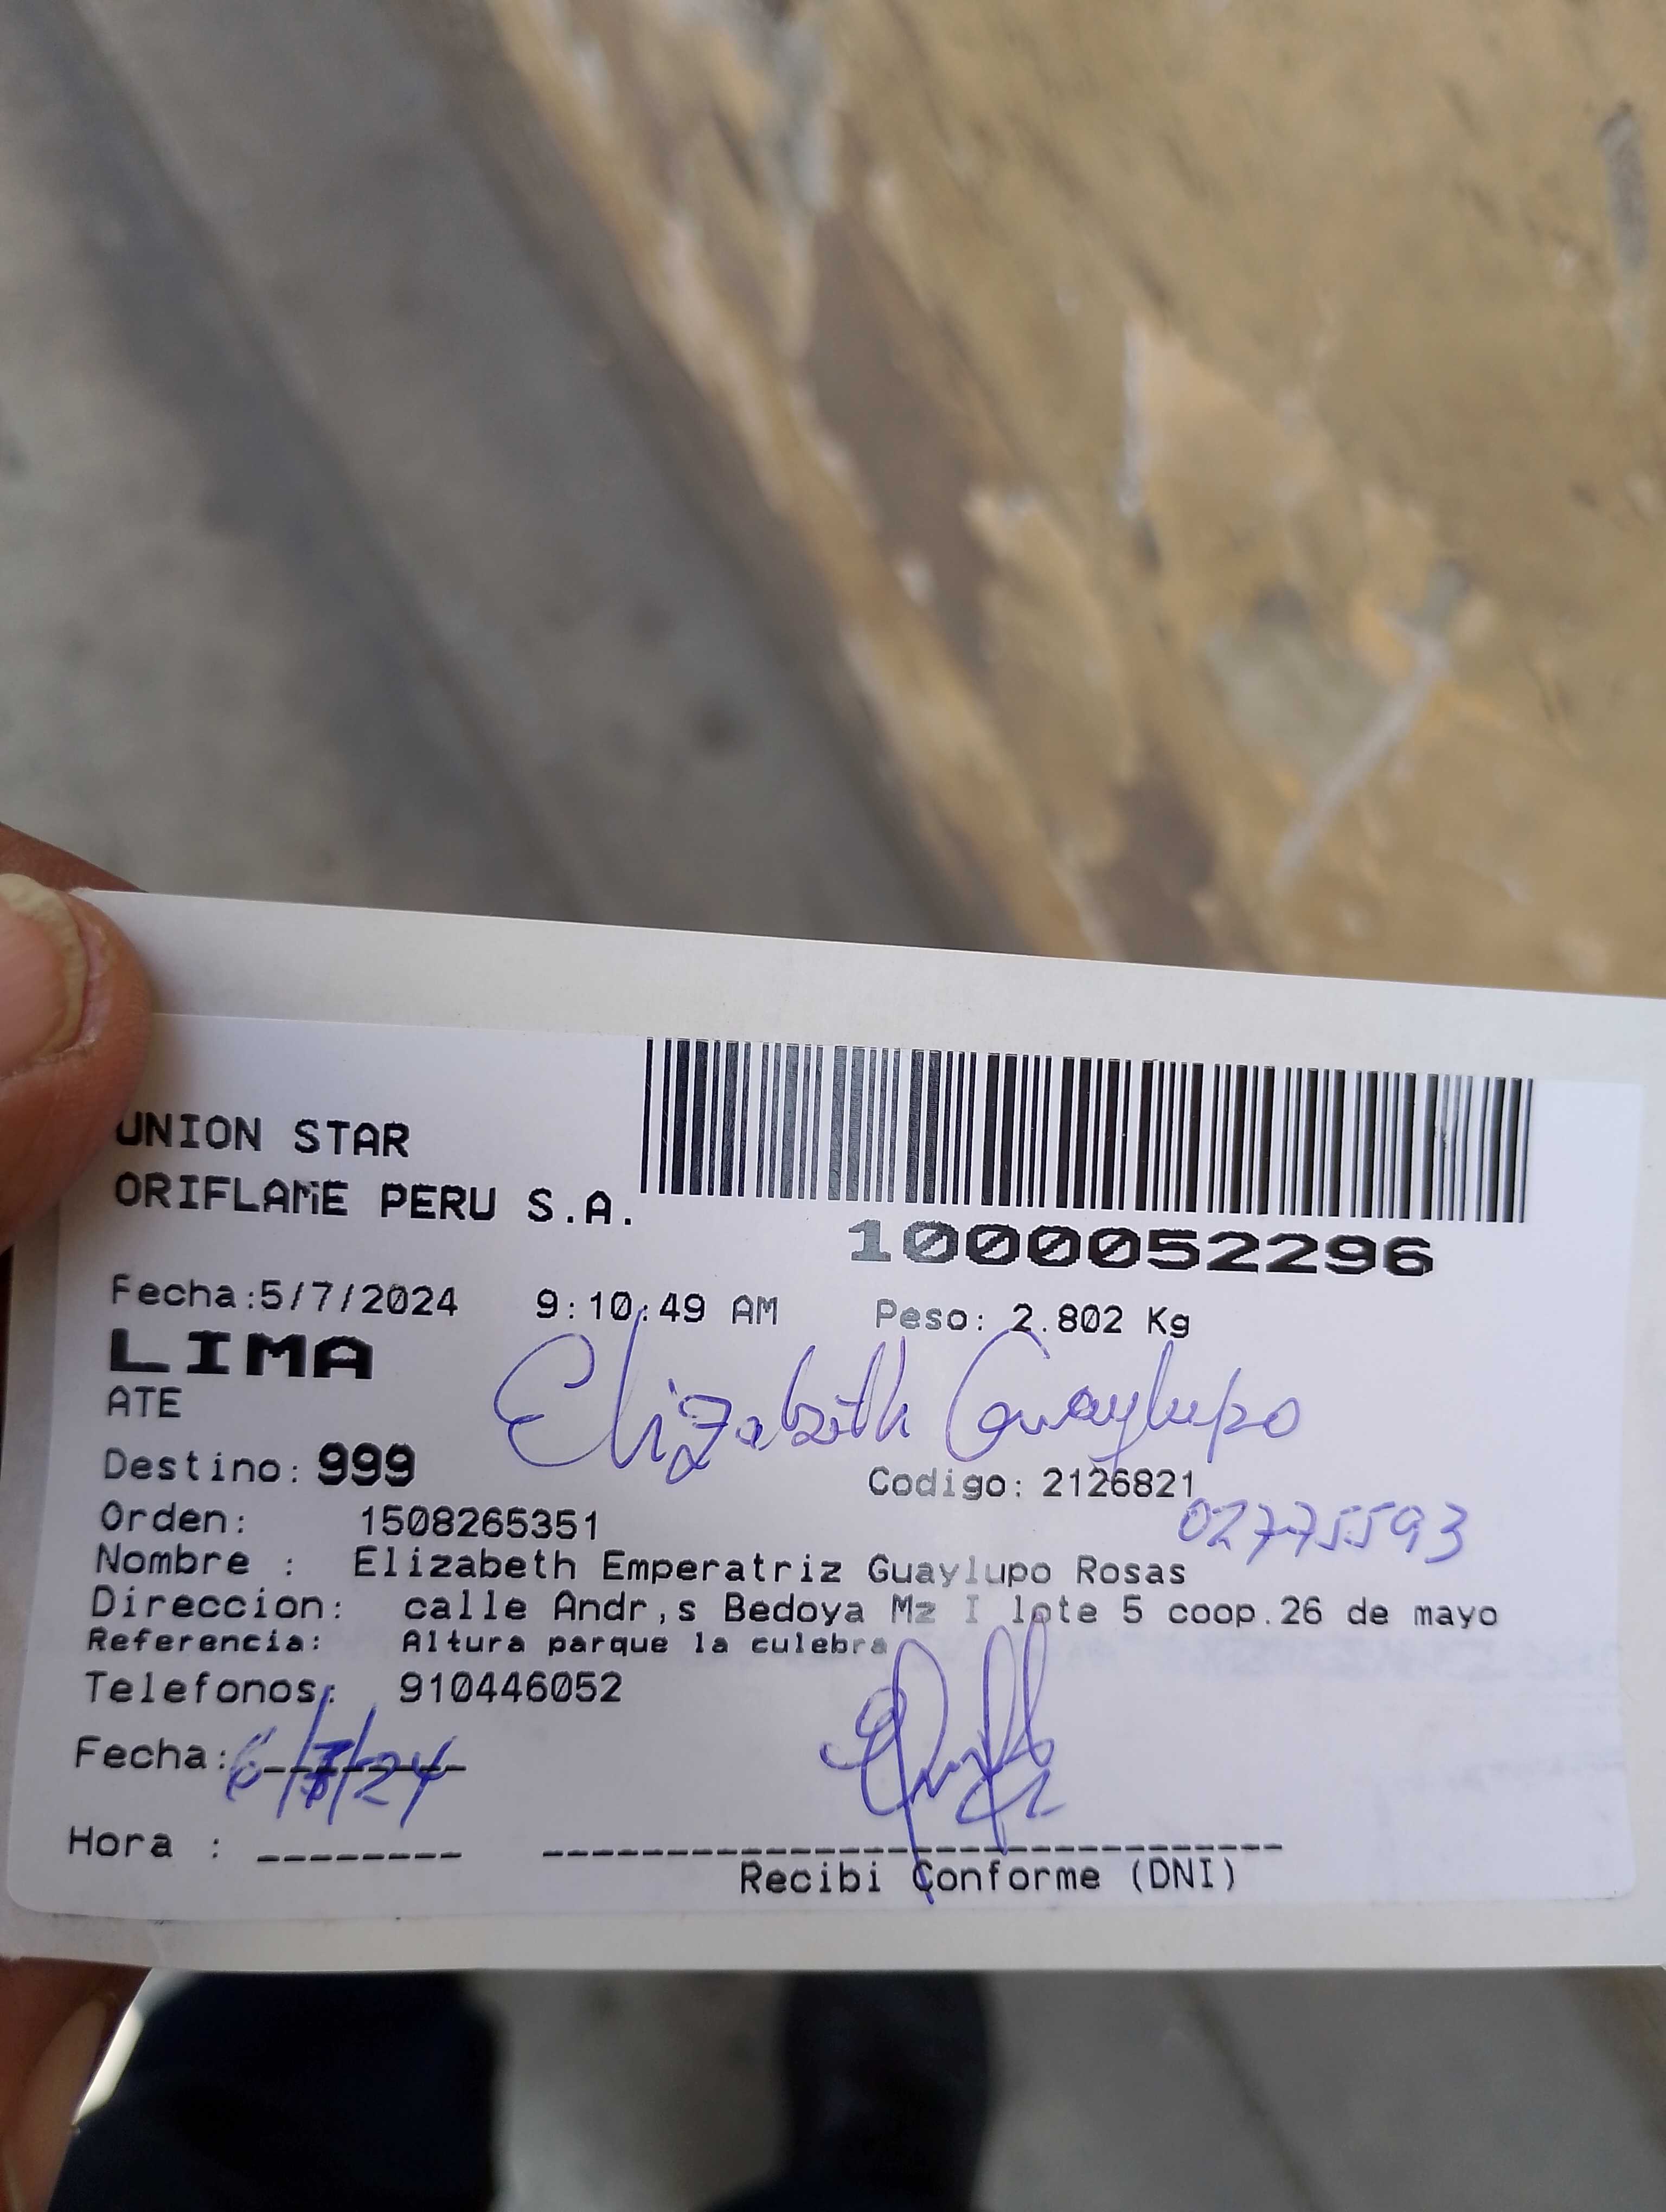 UNION STAR
ORIFLAME PERU S.A.
1000052296
Fecha:5/7/2024 9:10:49 AM Peso: 2.802 Kg
LIMA
ATE
Elizabeth Guaylupo
Destino: 999
Codigo: 2126821
02775593
Orden: 1508265351
Nombre : Elizabeth Emperatriz Guaylupo Rosas
Direccion: calle Andr,s Bedoya Mz I lote 5 coop.26 de mayo
Referencia: Altura parque la culebra
Telefonos: 910446052
Fecha: 6/7/24
Hora :
Recibi Conforme (DNI)